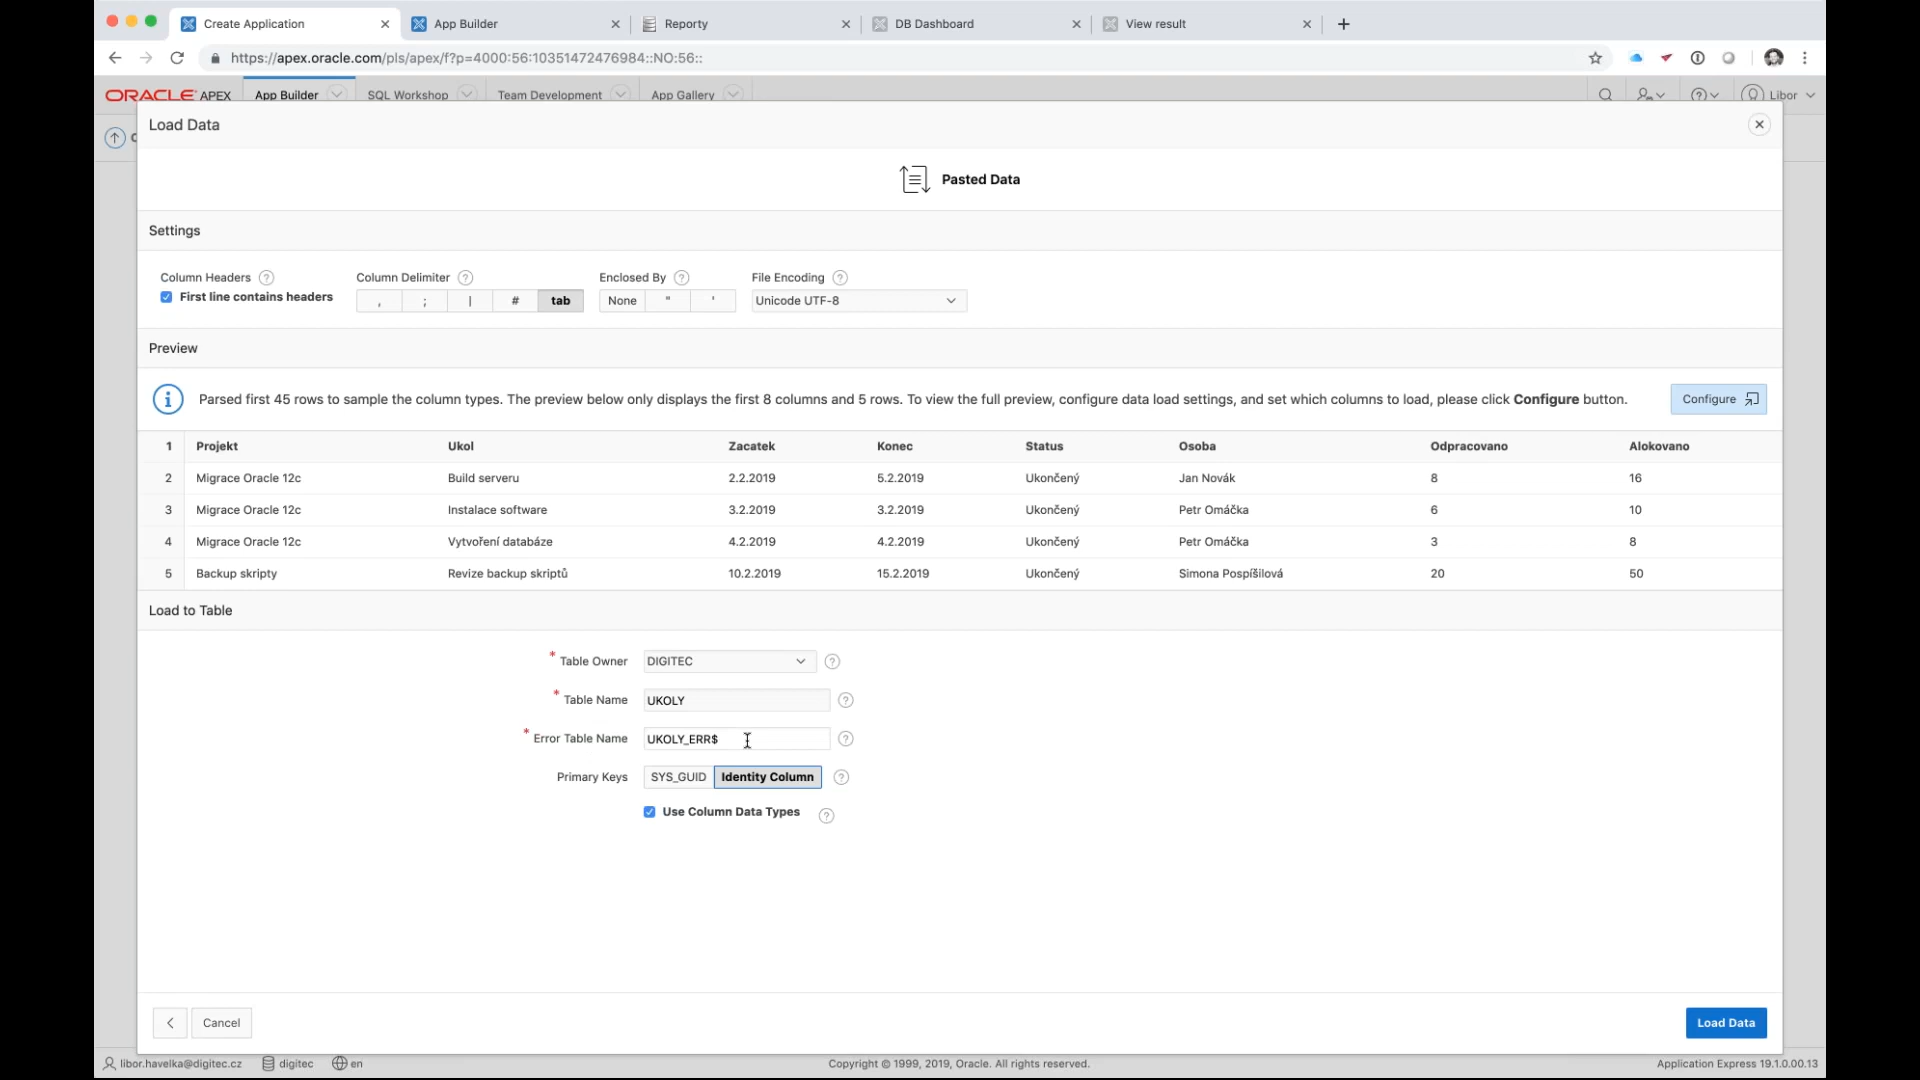 Create Application
App Builder
Reporty
DB Dashboard
View result
https://apex.oracle.com/pls/apex/f?p=4000:56:10351472476984::NO:56::
ORACLE APEX App Builder SQL Workshop Team Development App Gallery Libor
Load Data
Pasted Data
Settings
Column Headers ? Column Delimiter ? Enclosed By ? File Encoding ?
First line contains headers , ; | # tab None " ' Unicode UTF-8
Preview
Parsed first 45 rows to sample the column types. The preview below only displays the first 8 columns and 5 rows. To view the full preview, configure data load settings, and set which columns to load, please click Configure button.
Configure
1 Projekt Ukol Zacatek Konec Status Osoba Odpracovano Alokovano
2 Migrace Oracle 12c Build serveru 2.2.2019 5.2.2019 Ukončený Jan Novák 8 16
3 Migrace Oracle 12c Instalace software 3.2.2019 3.2.2019 Ukončený Petr Omáčka 6 10
4 Migrace Oracle 12c Vytvoření databáze 4.2.2019 4.2.2019 Ukončený Petr Omáčka 3 8
5 Backup skripty Revize backup skriptů 10.2.2019 15.2.2019 Ukončený Simona Pospíšilová 20 50
Load to Table
* Table Owner DIGITEC ?
* Table Name UKOLY ?
* Error Table Name UKOLY_ERR$ ?
Primary Keys SYS_GUID Identity Column ?
Use Column Data Types ?
< Cancel Load Data
libor.havelka@digitec.cz digitec en Copyright © 1999, 2019, Oracle. All rights reserved. Application Express 19.1.0.00.13